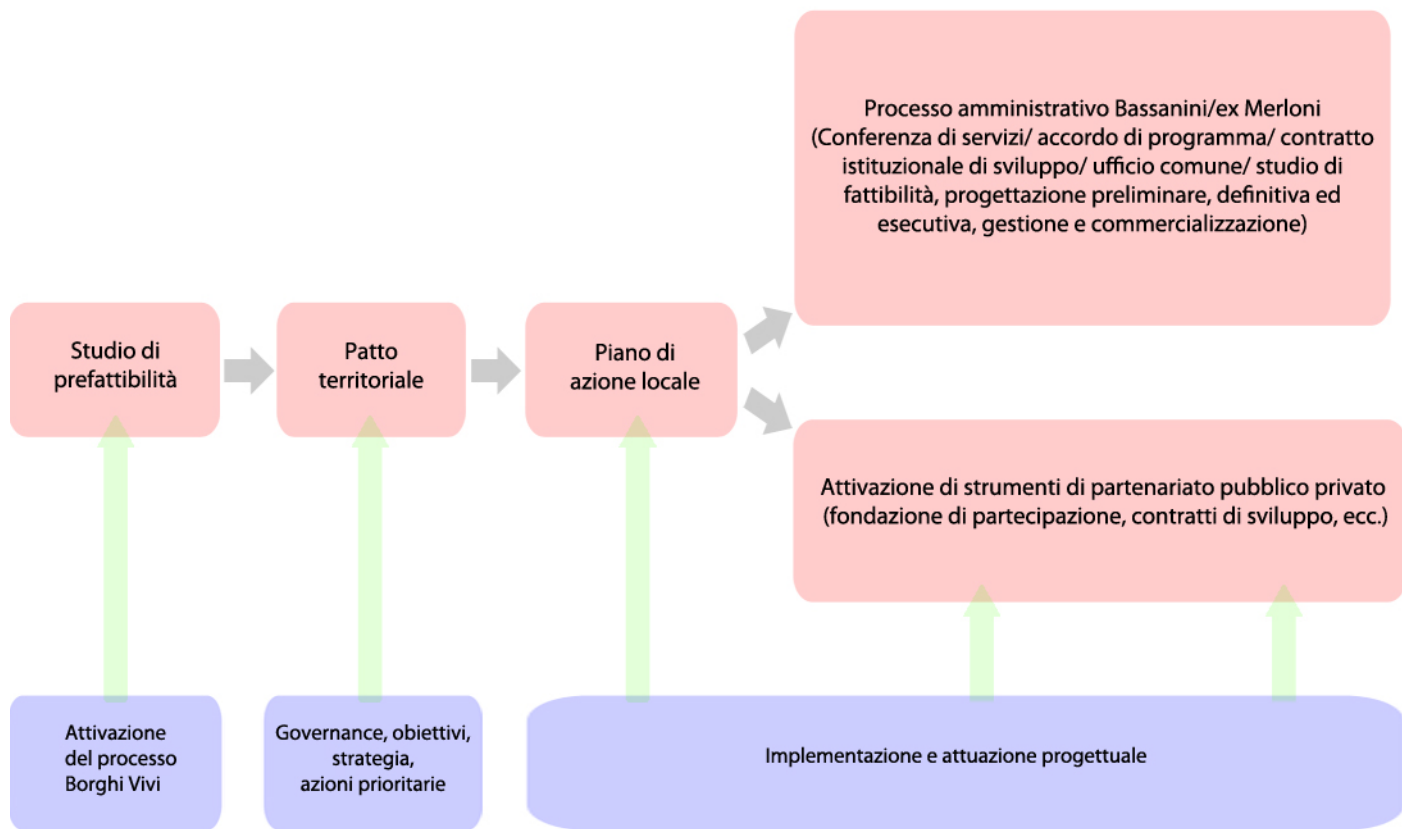 Processo amministrativo Bassanini/ex Merloni
(Conferenza di servizi/ accordo di programma/ contratto
istituzionale di sviluppo/ ufficio comune/ studio di
fattibilità, progettazione preliminare, definitiva ed
esecutiva, gestione e commercializzazione)
Studio di
prefattibilità
Patto
territoriale
Piano di
azione locale
Attivazione di strumenti di partenariato pubblico privato
(fondazione di partecipazione, contratti di sviluppo, ecc.)
Attivazione
del processo
Borghi Vivi
Governance, obiettivi,
strategia,
azioni prioritarie
Implementazione e attuazione progettuale